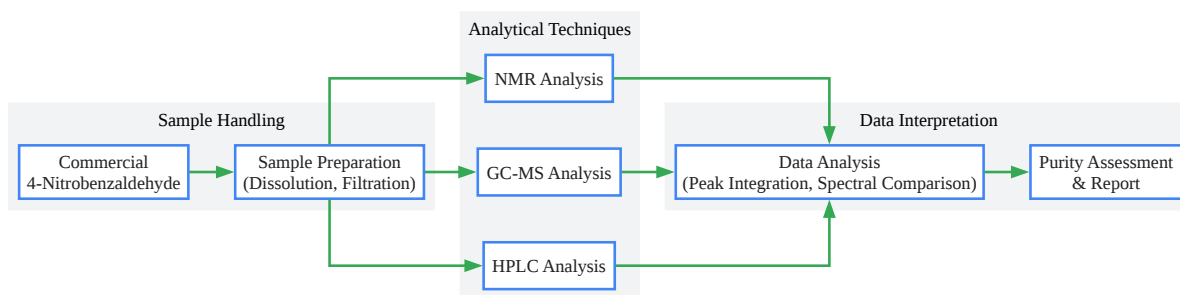 Analytical Techniques
NMR Analysis
Sample Handling
Data Interpretation
Commercial
4-Nitrobenzaldehyde
Sample Preparation
(Dissolution, Filtration)
GC-MS Analysis
Data Analysis
(Peak Integration, Spectral Comparison)
Purity Assessment
& Report
HPLC Analysis